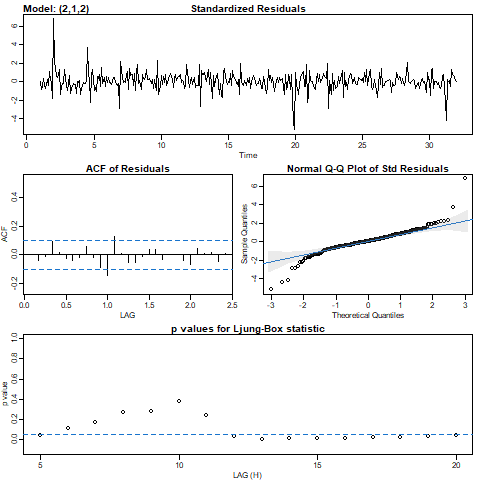 Model: (2,1,2) Standardized Residuals
6
4
2
0
-2
-4
0 5 10 15 20 25 30
Time
ACF of Residuals
ACF
0.4
0.2
0.0
-0.2
0.0 0.5 1.0 1.5 2.0 2.5
LAG
Normal Q-Q Plot of Std Residuals
Sample Quantiles
6
4
2
0
-2
-4
-3 -2 -1 0 1 2 3
Theoretical Quantiles
p values for Ljung-Box statistic
p value
1.0
0.8
0.6
0.4
0.2
0.0
5 10 15 20
LAG (H)